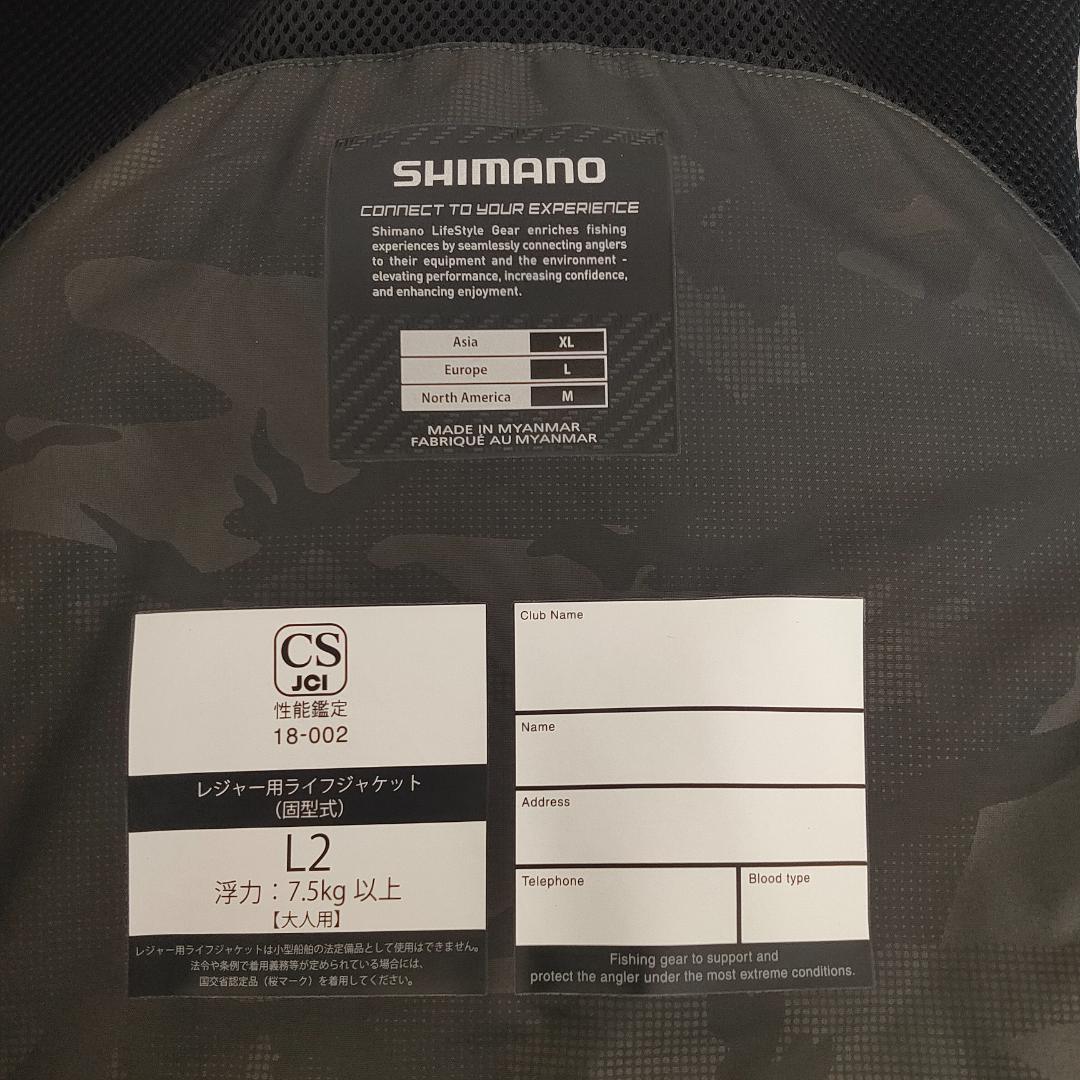 SHIMANO
CONNECT TO YOUR EXPERIENCE
Shimano LifeStyle Gear enriches fishing
experiences by seamlessly connecting anglers
to their equipment and the environment -
elevating performance, increasing confidence,
and enhancing enjoyment.
Asia XL
Europe L
North America M
MADE IN MYANMAR
FABRIQUÉ AU MYANMAR
CS
JCI
性能鑑定
18-002
レジャー用ライフジャケット
（固型式）
L2
浮力：7.5kg 以上
【大人用】
レジャー用ライフジャケットは小型船舶の法定備品として使用はできません。
法令や条例で着用義務等が定められている場合には、
国交省認定品（桜マーク）を着用してください。
Club Name
Name
Address
Telephone
Blood type
Fishing gear to support and
protect the angler under the most extreme conditions.